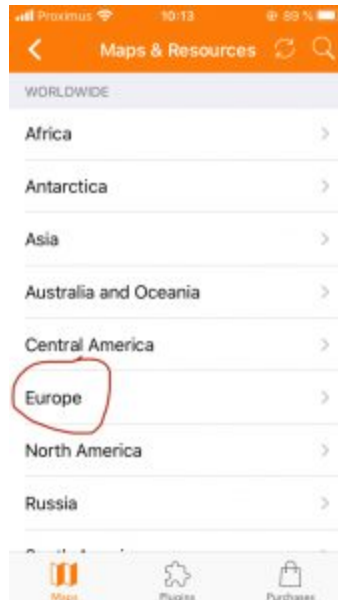 Proximus 10:13 89 %
Maps & Resources
WORLDWIDE
Africa
Antarctica
Asia
Australia and Oceania
Central America
Europe
North America
Russia
Maps Plugins Purchases